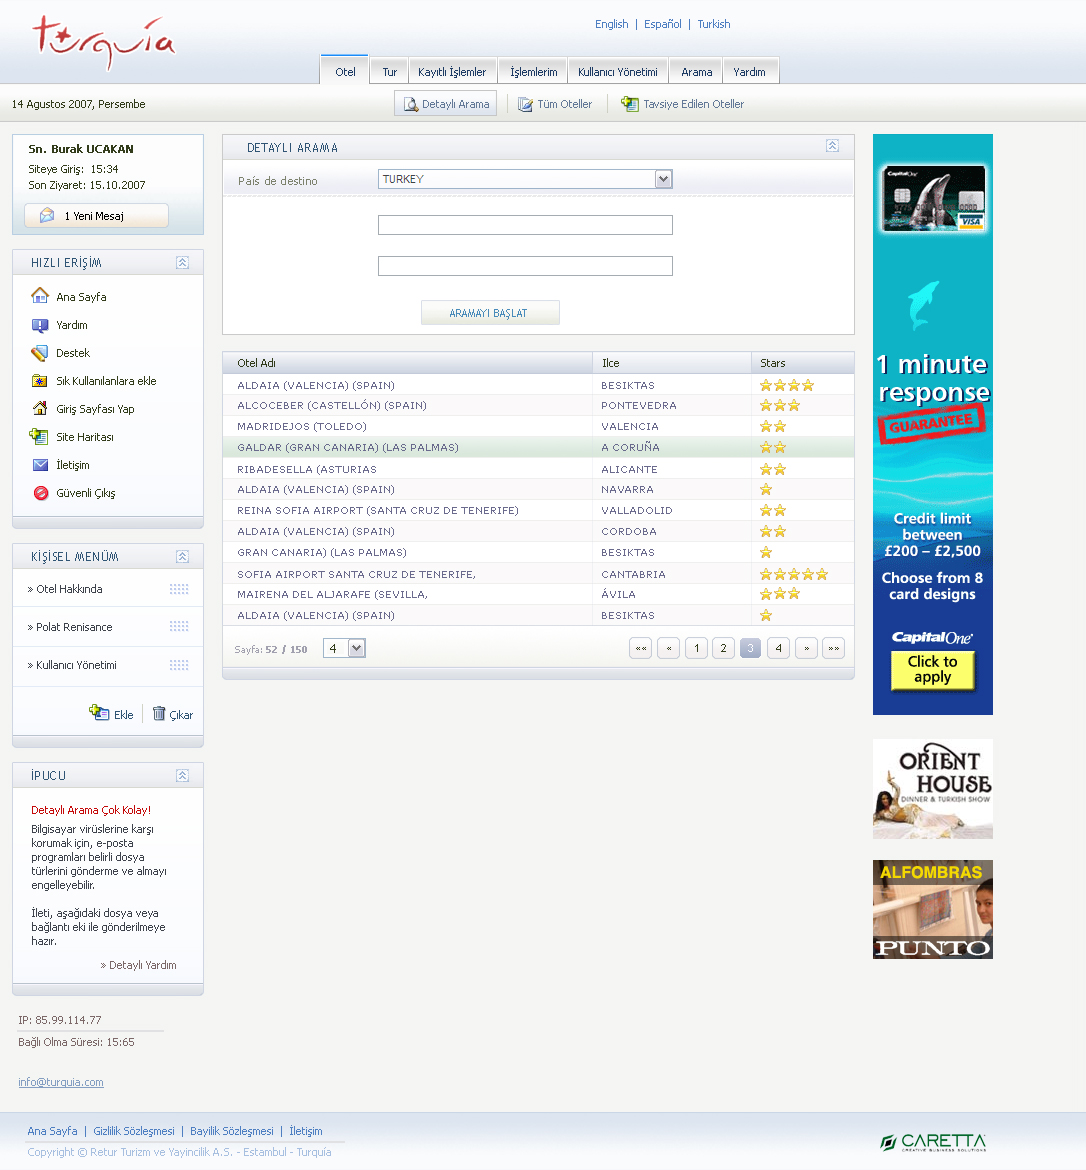 turquía
English | Español | Turkish
Otel
Tur
Kayıtlı İşlemler
İşlemlerim
Kullanıcı Yönetimi
Arama
Yardım
14 Agustos 2007, Persembe
Detaylı Arama
Tüm Oteller
Tavsiye Edilen Oteller
Sn. Burak UCAKAN
Siteye Giriş: 15:34
Son Ziyaret: 15.10.2007
1 Yeni Mesaj
HIZLI ERİŞİM
Ana Sayfa
Yardım
Destek
Sık Kullanılanlara ekle
Giriş Sayfası Yap
Site Haritası
İletişim
Güvenli Çıkış
KİŞİSEL MENÜM
» Otel Hakkında
» Polat Renisance
» Kullanıcı Yönetimi
Ekle
Çıkar
İPUCU
Detaylı Arama Çok Kolay!
Bilgisayar virüslerine karşı
korumak için, e-posta
programları belirli dosya
türlerini gönderme ve almayı
engelleyebilir.
İleti, aşağıdaki dosya veya
bağlantı eki ile gönderilmeye
hazır.
» Detaylı Yardım
IP: 85.99.114.77
Bağlı Olma Süresi: 15:65
info@turquia.com
DETAYLI ARAMA
País de destino
TURKEY
ARAMAYI BAŞLAT
Otel Adı Ilce Stars
ALDAIA (VALENCIA) (SPAIN) BESIKTAS
ALCOCEBER (CASTELLÓN) (SPAIN) PONTEVEDRA
MADRIDEJOS (TOLEDO) VALENCIA
GALDAR (GRAN CANARIA) (LAS PALMAS) A CORUÑA
RIBADESELLA (ASTURIAS ALICANTE
ALDAIA (VALENCIA) (SPAIN) NAVARRA
REINA SOFIA AIRPORT (SANTA CRUZ DE TENERIFE) VALLADOLID
ALDAIA (VALENCIA) (SPAIN) CORDOBA
GRAN CANARIA) (LAS PALMAS) BESIKTAS
SOFIA AIRPORT SANTA CRUZ DE TENERIFE, CANTABRIA
MAIRENA DEL ALJARAFE (SEVILLA, ÁVILA
ALDAIA (VALENCIA) (SPAIN) BESIKTAS
Sayfa: 52 / 150
4
«« « 1 2 3 4 » »»
CapitalOne
VISA
1 minute
response
GUARANTEE
Credit limit
between
£200 – £2,500
Choose from 8
card designs
CapitalOne
Click to
apply
ORIENT
HOUSE
DINNER & TURKISH SHOW
ALFOMBRAS
PUNTO
Ana Sayfa | Gizlilik Sözleşmesi | Bayilik Sözleşmesi | İletişim
Copyright © Retur Turizm ve Yayincilik A.S. - Estambul - Turquía
CARETTA
CREATIVE BUSINESS SOLUTIONS